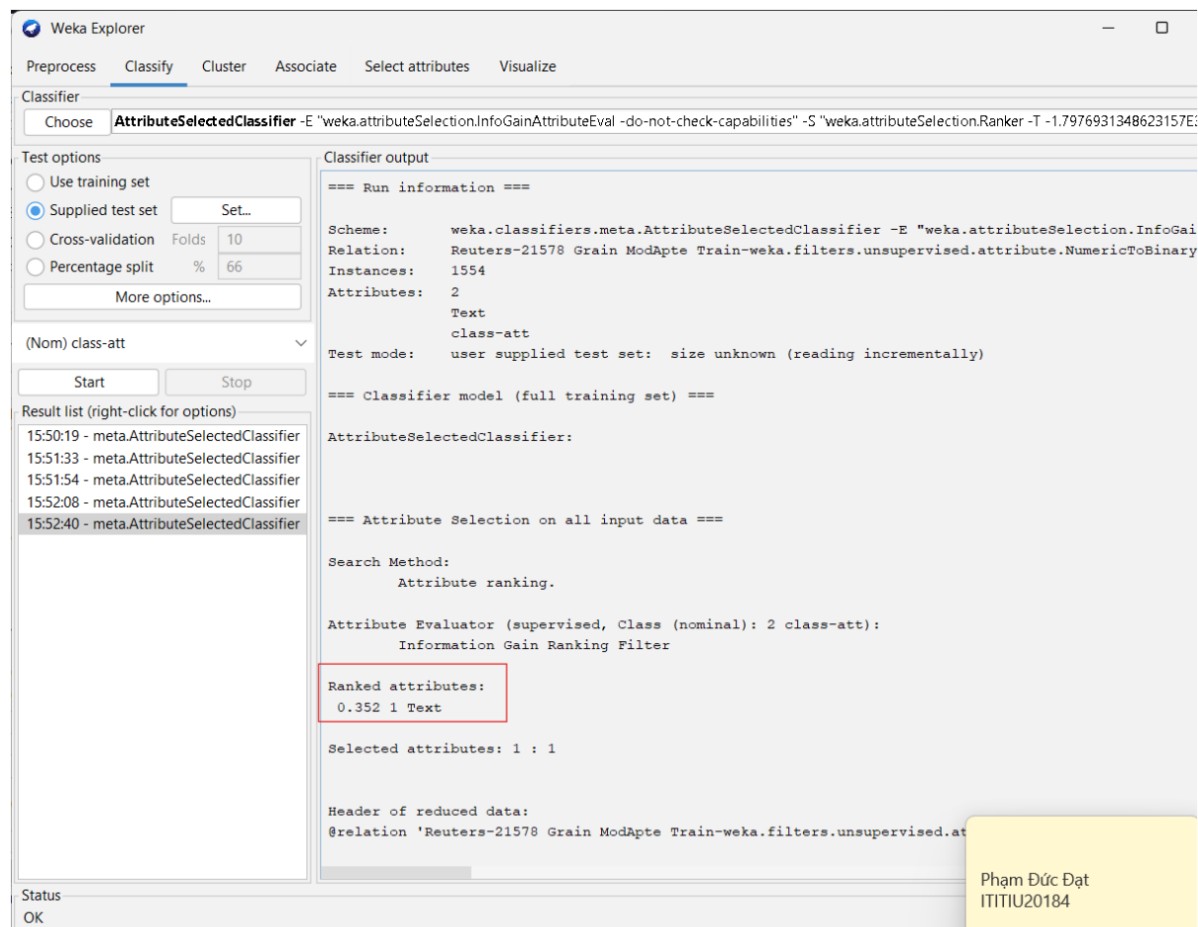 Weka Explorer
Preprocess Classify Cluster Associate Select attributes Visualize
Classifier
Choose AttributeSelectedClassifier -E "weka.attributeSelection.InfoGainAttributeEval -do-not-check-capabilities" -S "weka.attributeSelection.Ranker -T -1.7976931348623157E3
Test options
Use training set
Supplied test set Set...
Cross-validation Folds 10
Percentage split % 66
More options...
(Nom) class-att
Start Stop
Result list (right-click for options)
15:50:19 - meta.AttributeSelectedClassifier
15:51:33 - meta.AttributeSelectedClassifier
15:51:54 - meta.AttributeSelectedClassifier
15:52:08 - meta.AttributeSelectedClassifier
15:52:40 - meta.AttributeSelectedClassifier
Classifier output
=== Run information ===
Scheme: weka.classifiers.meta.AttributeSelectedClassifier -E "weka.attributeSelection.InfoGai
Relation: Reuters-21578 Grain ModApte Train-weka.filters.unsupervised.attribute.NumericToBinary
Instances: 1554
Attributes: 2
Text
class-att
Test mode: user supplied test set: size unknown (reading incrementally)
=== Classifier model (full training set) ===
AttributeSelectedClassifier:
=== Attribute Selection on all input data ===
Search Method:
Attribute ranking.
Attribute Evaluator (supervised, Class (nominal): 2 class-att):
Information Gain Ranking Filter
Ranked attributes:
0.352 1 Text
Selected attributes: 1 : 1
Header of reduced data:
@relation 'Reuters-21578 Grain ModApte Train-weka.filters.unsupervised.at
Phạm Đức Đạt
ITITIU20184
Status
OK